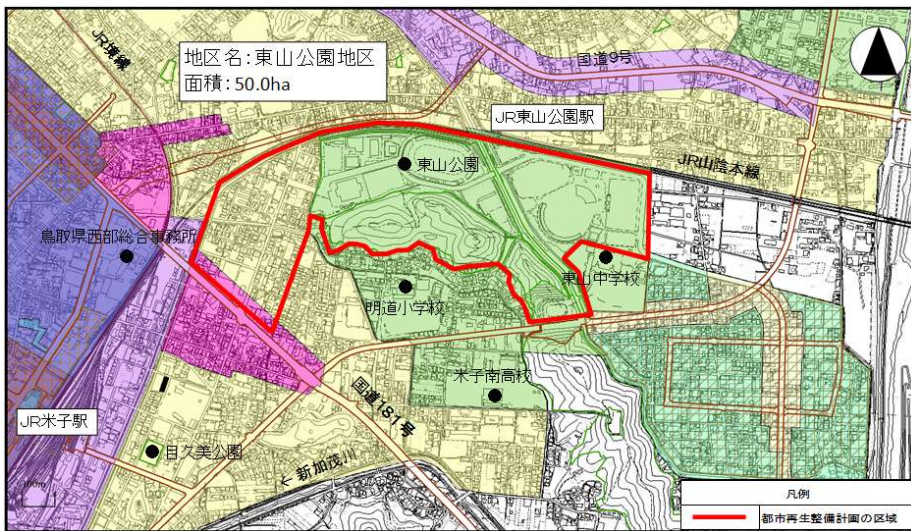 地区名：東山公園地区
面積：50.0ha
JR境線
国道9号
JR東山公園駅
JR山陰本線
東山公園
鳥取県西部総合事務所
東山中学校
明道小学校
米子南高校
国道181号
JR米子駅
目久美公園
← 新加茂川
100m
凡例
都市再生整備計画の区域